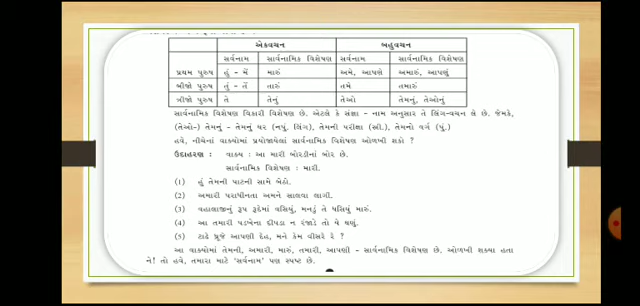 એકવચન બહુવચન
સર્વનામ સાર્વનામિક વિશેષણ સર્વનામ સાર્વનામિક વિશેષણ
પ્રથમ પુરુષ હું - મેં મારું અમે, આપણે અમારું, આપણું
બીજો પુરુષ તું - તેં તારું તમે તમારું
ત્રીજો પુરુષ તે તેનું તેઓ તેમનું, તેઓનું
સાર્વનામિક વિશેષણ વિકારી વિશેષણ છે. એટલે કે સંજ્ઞા - નામ અનુસાર તે લિંગ-વચન લે છે. જેમકે,
(તેઓ-) તેમનું - તેમનું ઘર (નપું. લિંગ), તેમની પરીક્ષા (સ્ત્રી.), તેમનો વર્ગ (પું.)
હવે, નીચેનાં વાક્યોમાં પ્રયોજાયેલાં સાર્વનામિક વિશેષણ ઓળખી શકો ?
ઉદાહરણ : વાક્ય : આ મારી બોરડીનાં બોર છે.
સાર્વનામિક વિશેષણ : મારી.
(1) હું તેમની પાટની સામે બેઠો.
(2) અમારી પરાધીનતા અમને સાલવા લાગી.
(3) વહાલાજીનું રૂપ રૂદેમાં વસિયું, મનડું તે ધસિયું મારું.
(4) આ તમારી પડખેના દીવડા ન રંજાડે તો યે ઘણું.
(5) ટાઢે ધ્રૂજે આપણી દેહ, મને કેમ વીસરે રે ?
આ વાક્યોમાં તેમની, અમારી, મારું, તમારી, આપણી - સાર્વનામિક વિશેષણ છે. ઓળખી શક્યા હતા
ને! તો હવે, તમારા માટે 'સર્વનામ' પણ સ્પષ્ટ છે.